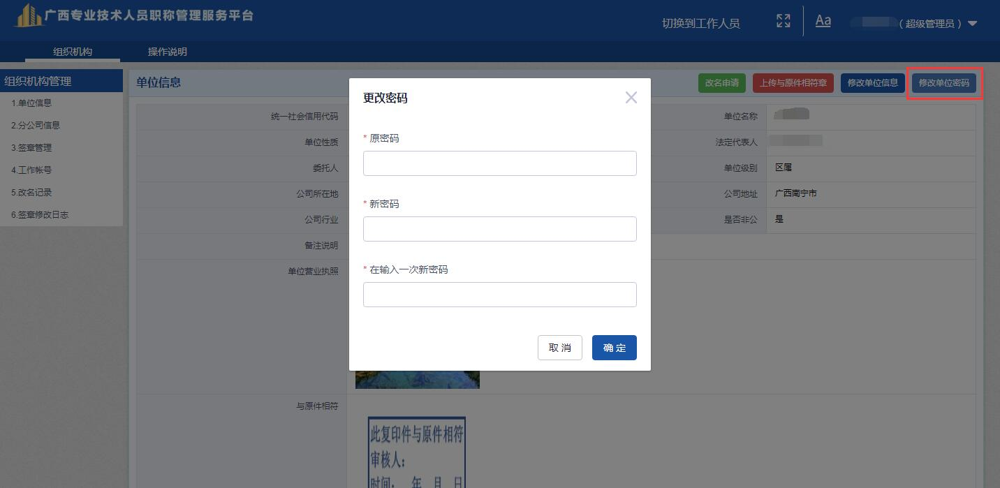 广西专业技术人员职称管理服务平台
切换到工作人员
Aa
（超级管理员）
组织机构
操作说明
组织机构管理
1.单位信息
2.分公司信息
3.签章管理
4.工作帐号
5.改名记录
6.签章修改日志
单位信息
改名申请
上传与原件相符章
修改单位信息
修改单位密码
统一社会信用代码
单位名称
单位性质
法定代表人
委托人
单位级别
区属
公司所在地
公司地址
广西南宁市
公司行业
是否非公
是
备注说明
单位营业执照
与原件相符
此复印件与原件相符
审核人：
时间： 年 月 日
更改密码
* 原密码
* 新密码
* 在输入一次新密码
取 消
确 定